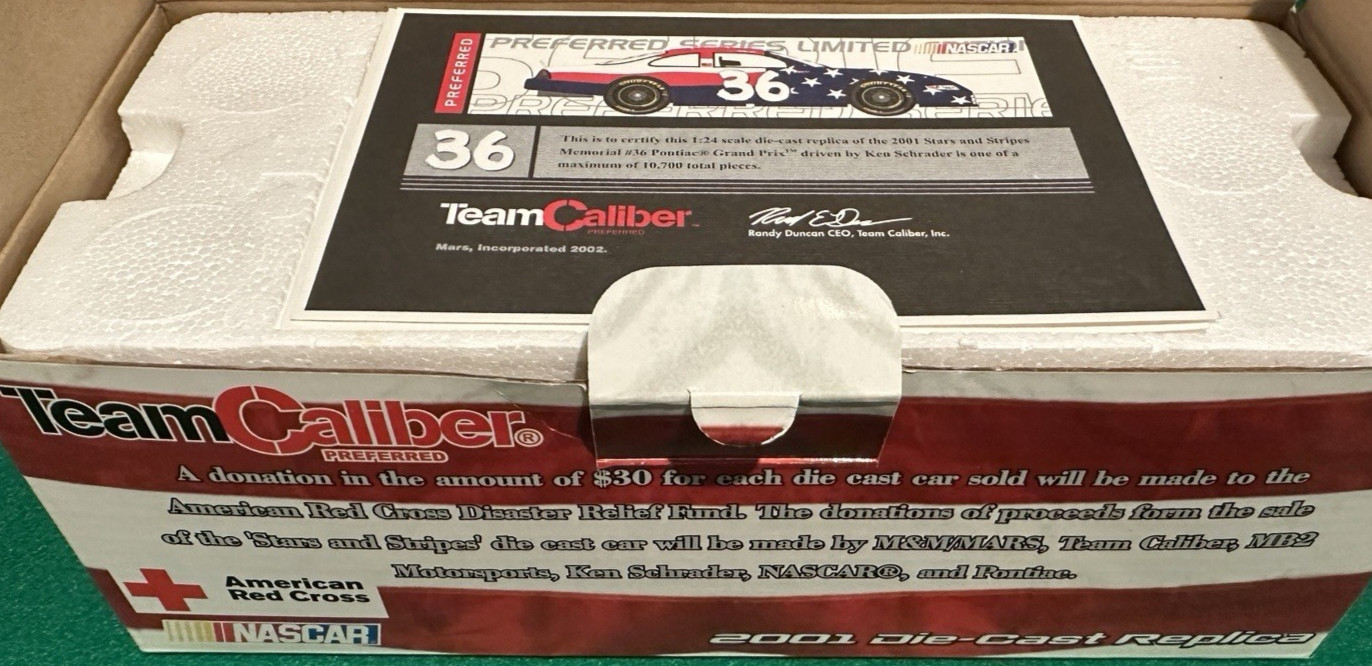 PREFERRED
PREFERRED SERIES LIMITED
NASCAR
36
36
This is to certify this 1:24 scale die-cast replica of the 2001 Stars and Stripes
Memorial #36 Pontiac® Grand Prix™ driven by Ken Schrader is one of a
maximum of 10,700 total pieces.
TeamCaliber™
PREFERRED
Randy Duncan CEO, Team Caliber, Inc.
Mars, Incorporated 2002.
TeamCaliber®
PREFERRED
A donation in the amount of $30 for each die cast car sold will be made to the
American Red Cross Disaster Relief Fund. The donations of proceeds form the sale
of the 'Stars and Stripes' die cast car will be made by M&M/MARS, Team Caliber, MB2
Motorsports, Ken Schrader, NASCAR®, and Pontiac.
American
Red Cross
NASCAR
2001 Die-Cast Replica